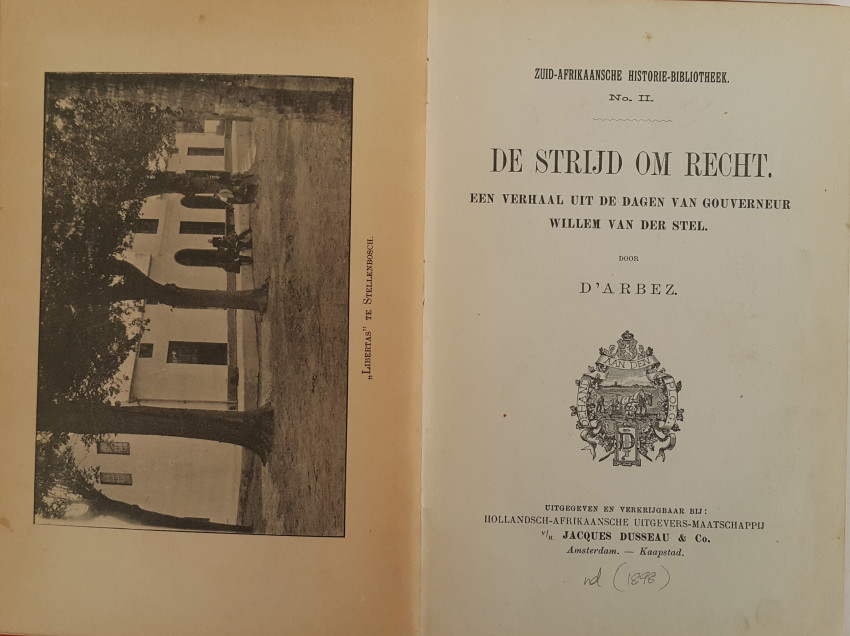 „LIBERTAS” TE STELLENBOSCH.
ZUID-AFRIKAANSCHE HISTORIE-BIBLIOTHEEK.
No. II.
DE STRIJD OM RECHT.
EEN VERHAAL UIT DE DAGEN VAN GOUVERNEUR
WILLEM VAN DER STEL.
DOOR
D'ARBEZ.
AAN DEN
D
UITGEGEVEN EN VERKRIJGBAAR BIJ:
HOLLANDSCH-AFRIKAANSCHE UITGEVERS-MAATSCHAPPIJ
v/h. JACQUES DUSSEAU & Co.
Amsterdam. — Kaapstad.
nd (1898)